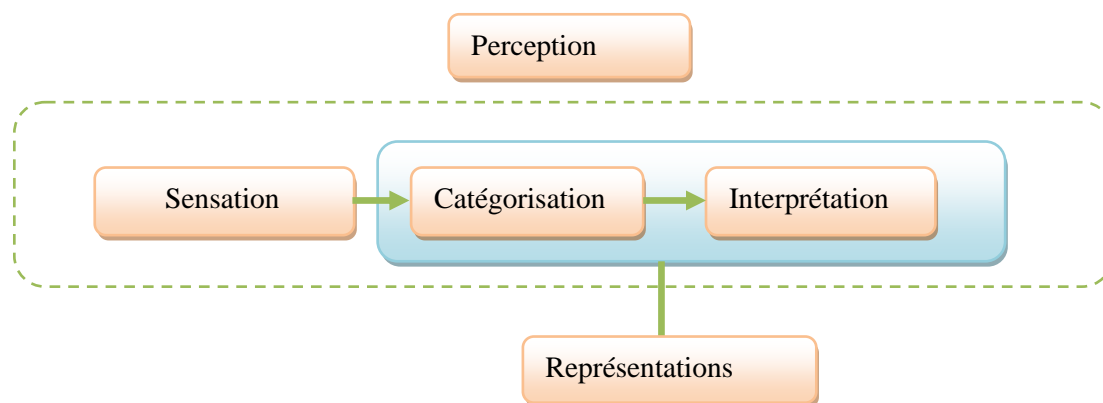 Perception
Sensation
Catégorisation
Interprétation
Représentations